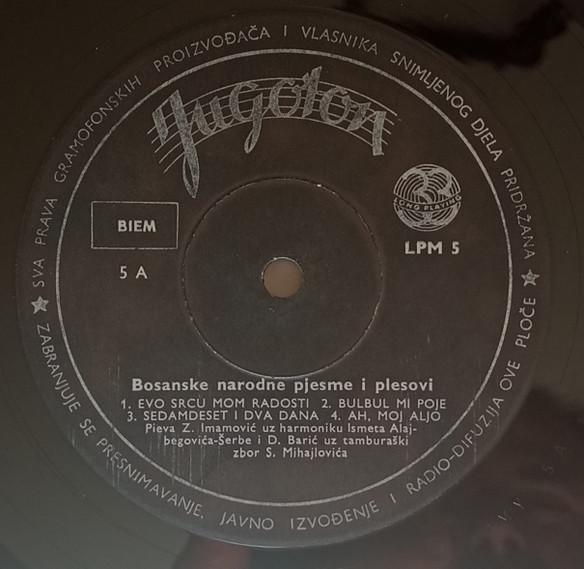 SVA PRAVA GRAMOFONSKIH PROIZVOĐAČA I VLASNIKA SNIMLJENOG DJELA PRIDRŽANA ★
ZABRANJUJE SE PRESNIMAVANJE, JAVNO IZVOĐENJE I RADIO-DIFUZIJA OVE PLOČE ★
Jugoton
BIEM
33
LONG PLAYING
5 A
LPM 5
Bosanske narodne pjesme i plesovi
1. EVO SRCU MOM RADOSTI 2. BULBUL MI POJE
3. SEDAMDESET I DVA DANA 4. AH, MOJ ALJO
Pjeva Z. Imamović uz harmoniku Ismeta Alaj-
begovića-Šerbe i D. Barić uz tamburaški
zbor S. Mihajlovića